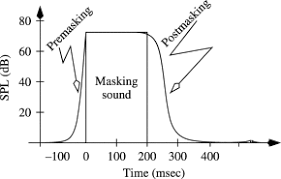 80
60
40
20
SPL (dB)
Premasking
Postmasking
Masking
sound
–100 0 100 200 300 400
Time (msec)